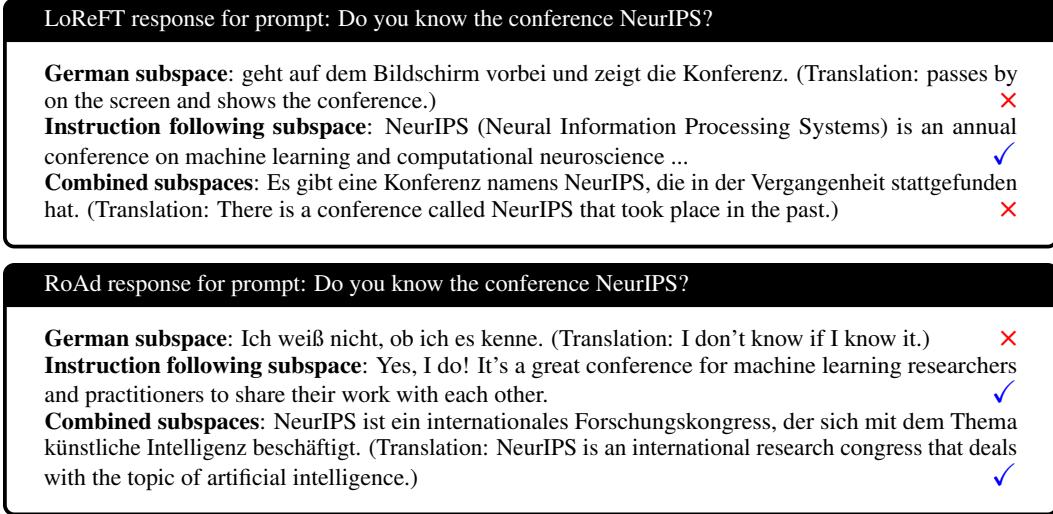 LoReFT response for prompt: Do you know the conference NeurIPS?
German subspace: geht auf dem Bildschirm vorbei und zeigt die Konferenz. (Translation: passes by
on the screen and shows the conference.) ✕
Instruction following subspace: NeurIPS (Neural Information Processing Systems) is an annual
conference on machine learning and computational neuroscience ... ✓
Combined subspaces: Es gibt eine Konferenz namens NeurIPS, die in der Vergangenheit stattgefunden
hat. (Translation: There is a conference called NeurIPS that took place in the past.) ✕
RoAd response for prompt: Do you know the conference NeurIPS?
German subspace: Ich weiß nicht, ob ich es kenne. (Translation: I don't know if I know it.) ✕
Instruction following subspace: Yes, I do! It's a great conference for machine learning researchers
and practitioners to share their work with each other. ✓
Combined subspaces: NeurIPS ist ein internationales Forschungskongress, der sich mit dem Thema
künstliche Intelligenz beschäftigt. (Translation: NeurIPS is an international research congress that deals
with the topic of artificial intelligence.) ✓